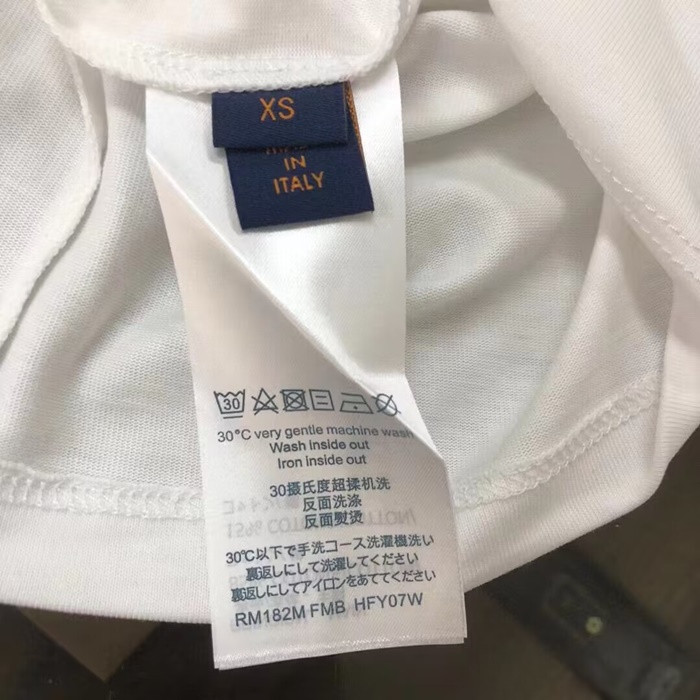 XS
IN
ITALY
30
30°C very gentle machine wash
Wash inside out
Iron inside out
30摄氏度超揉机洗
反面洗涤
反面熨烫
30℃以下で手洗コース洗濯機洗い
裏返しにして洗濯してください
裏返しにしてアイロンをあててください
RM182M FMB HFY07W